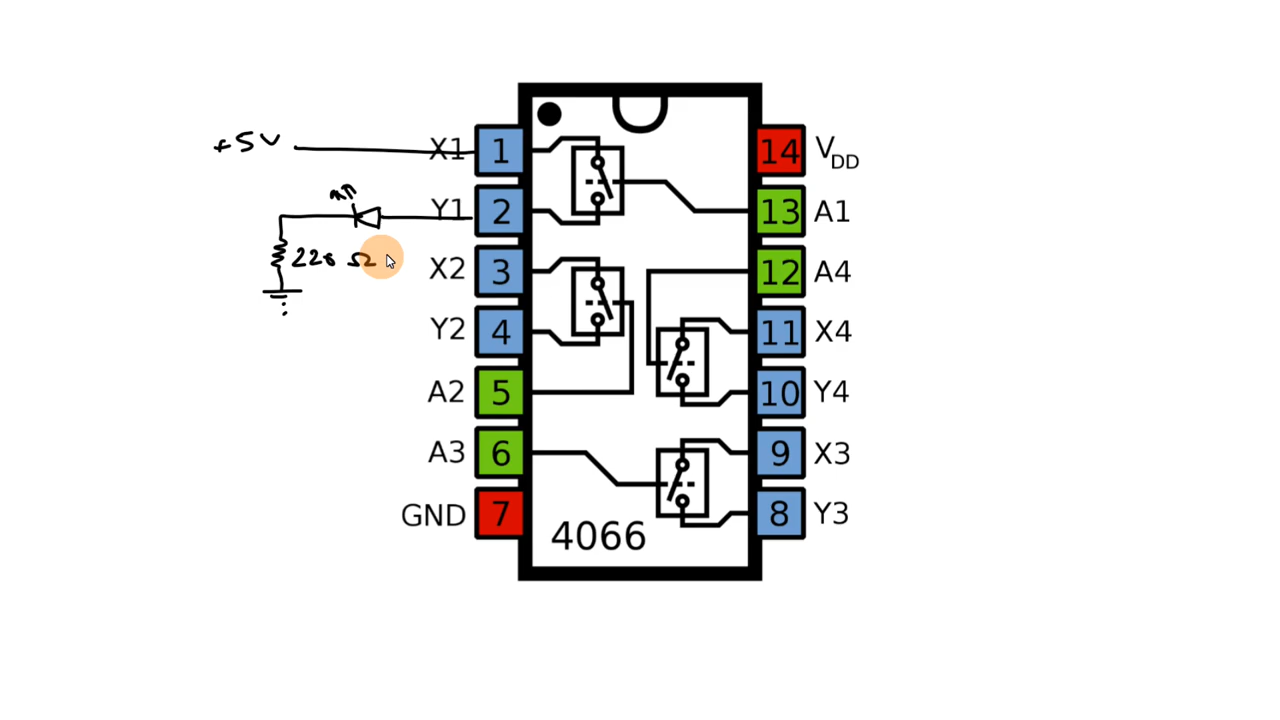 +5V
X1 1 14 VDD
Y1 2 13 A1
220 Ω
X2 3 12 A4
Y2 4 11 X4
A2 5 10 Y4
A3 6 9 X3
GND 7 8 Y3
4066